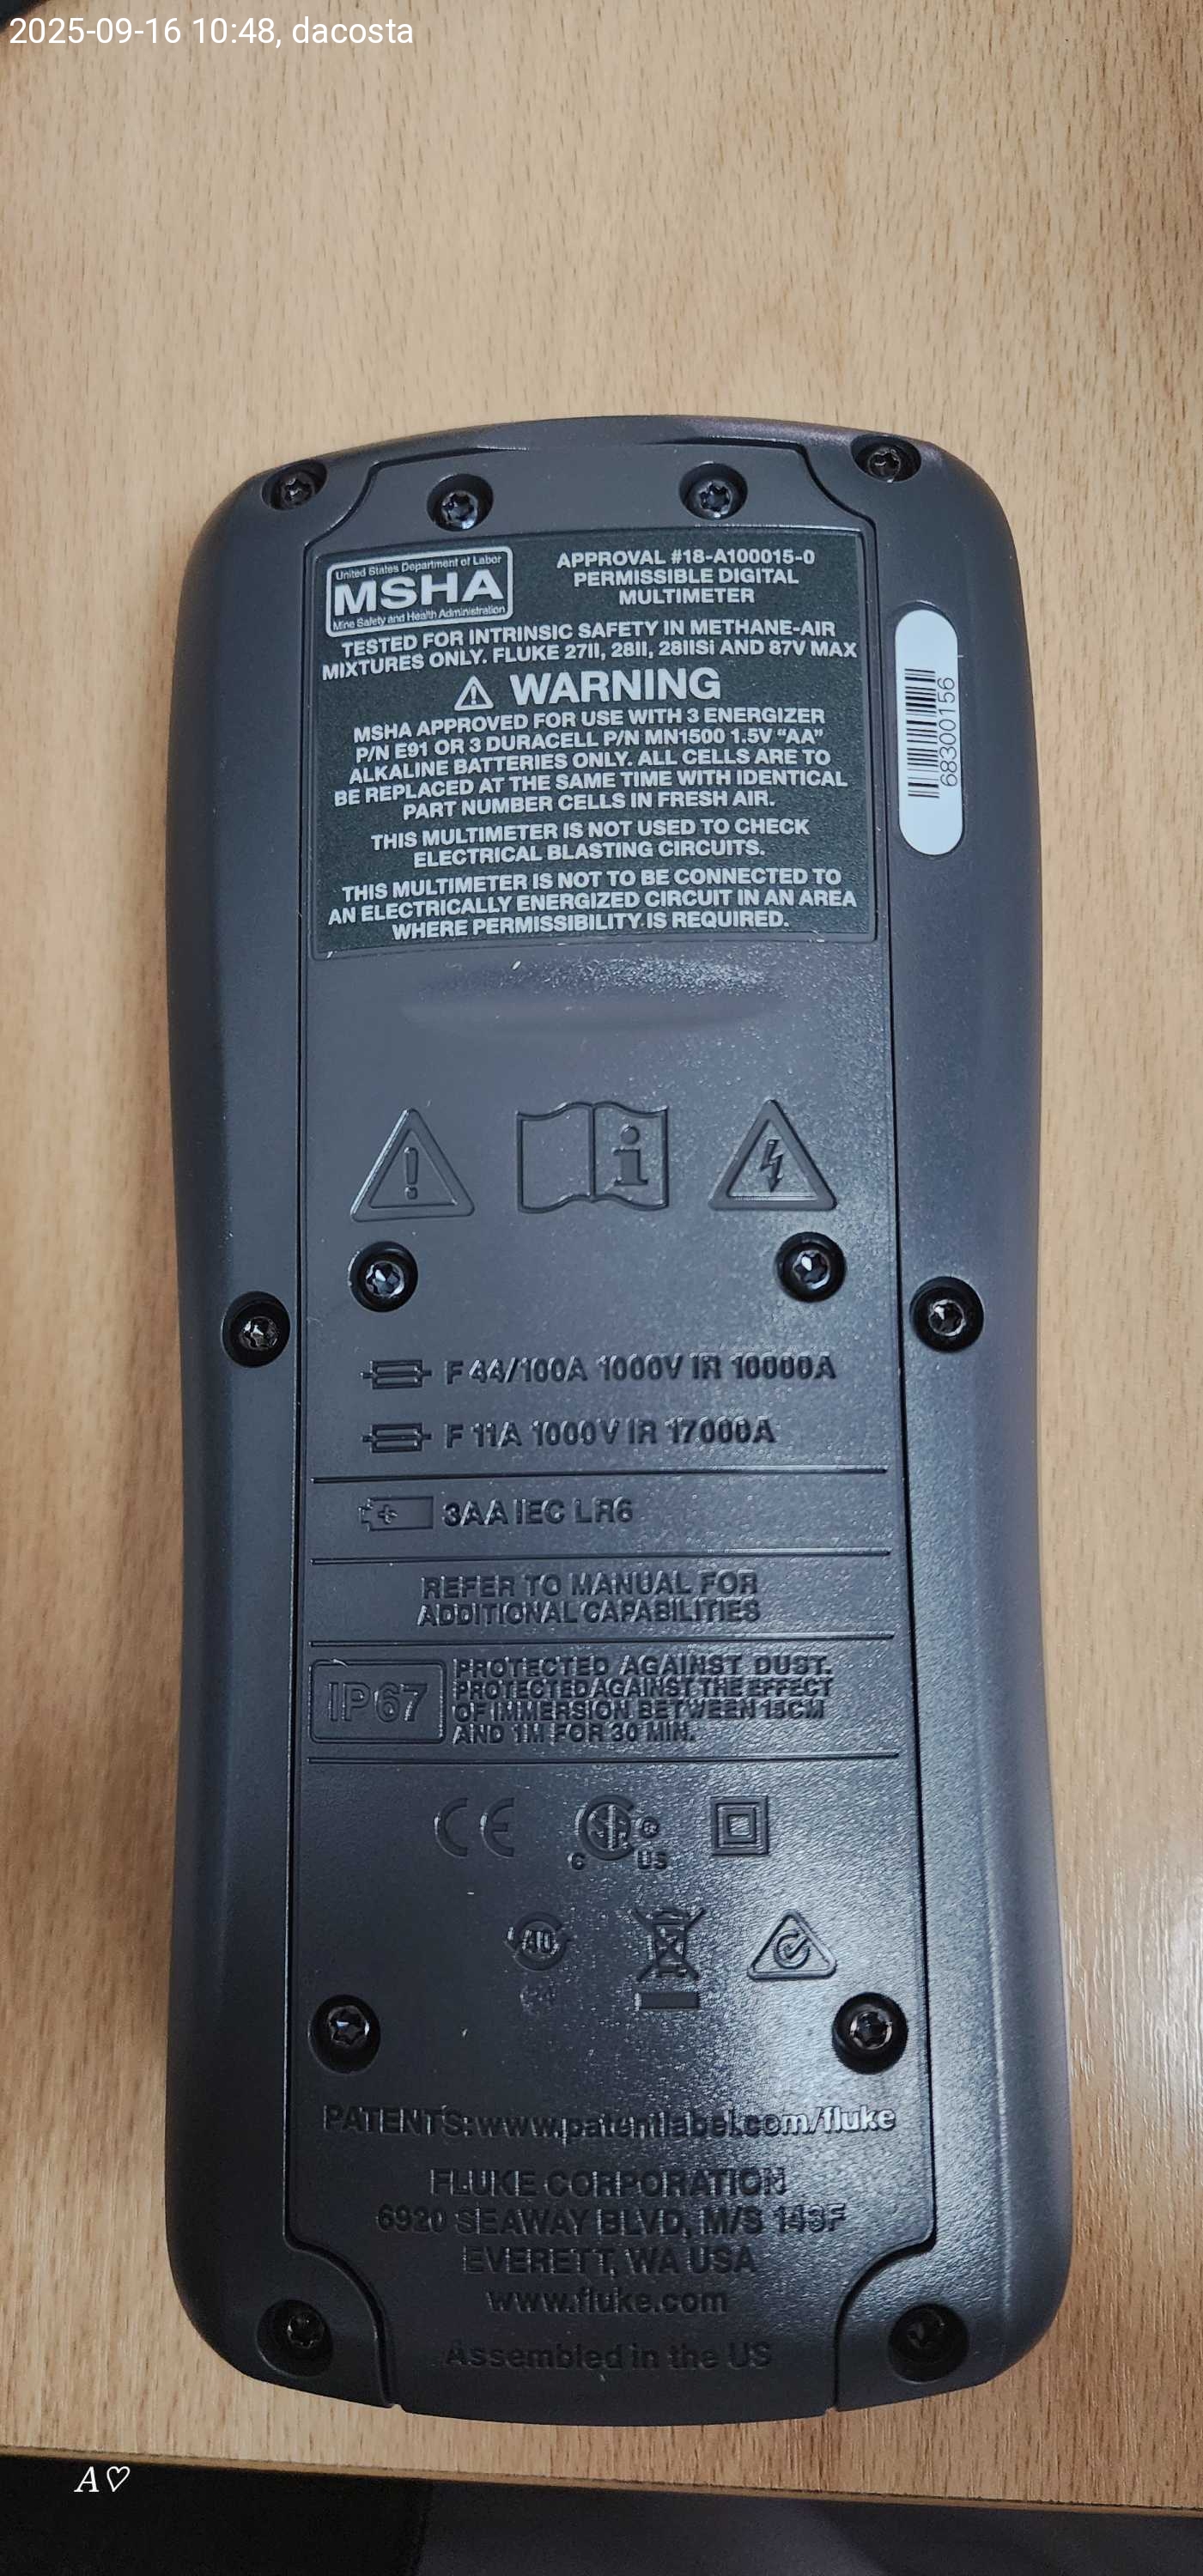 2025-09-16 10:48, dacosta
United States Department of Labor
MSHA
Mine Safety and Health Administration
APPROVAL #18-A100015-0
PERMISSIBLE DIGITAL
MULTIMETER
TESTED FOR INTRINSIC SAFETY IN METHANE-AIR
MIXTURES ONLY. FLUKE 27II, 28II, 28IISi AND 87V MAX
WARNING
MSHA APPROVED FOR USE WITH 3 ENERGIZER
P/N E91 OR 3 DURACELL P/N MN1500 1.5V “AA”
ALKALINE BATTERIES ONLY. ALL CELLS ARE TO
BE REPLACED AT THE SAME TIME WITH IDENTICAL
PART NUMBER CELLS IN FRESH AIR.
THIS MULTIMETER IS NOT USED TO CHECK
ELECTRICAL BLASTING CIRCUITS.
THIS MULTIMETER IS NOT TO BE CONNECTED TO
AN ELECTRICALLY ENERGIZED CIRCUIT IN AN AREA
WHERE PERMISSIBILITY IS REQUIRED.
68300156
F 44/100A 1000V IR 10000A
F 11A 1000V IR 17000A
3AA IEC LR6
REFER TO MANUAL FOR
ADDITIONAL CAPABILITIES
IP67
PROTECTED AGAINST DUST.
PROTECTED AGAINST THE EFFECT
OF IMMERSION BETWEEN 15CM
AND 1M FOR 30 MIN.
CE
C US
40
PATENTS: www.patentlabel.com/fluke
FLUKE CORPORATION
6920 SEAWAY BLVD, M/S 143F
EVERETT, WA USA
www.fluke.com
Assembled in the US
A♡